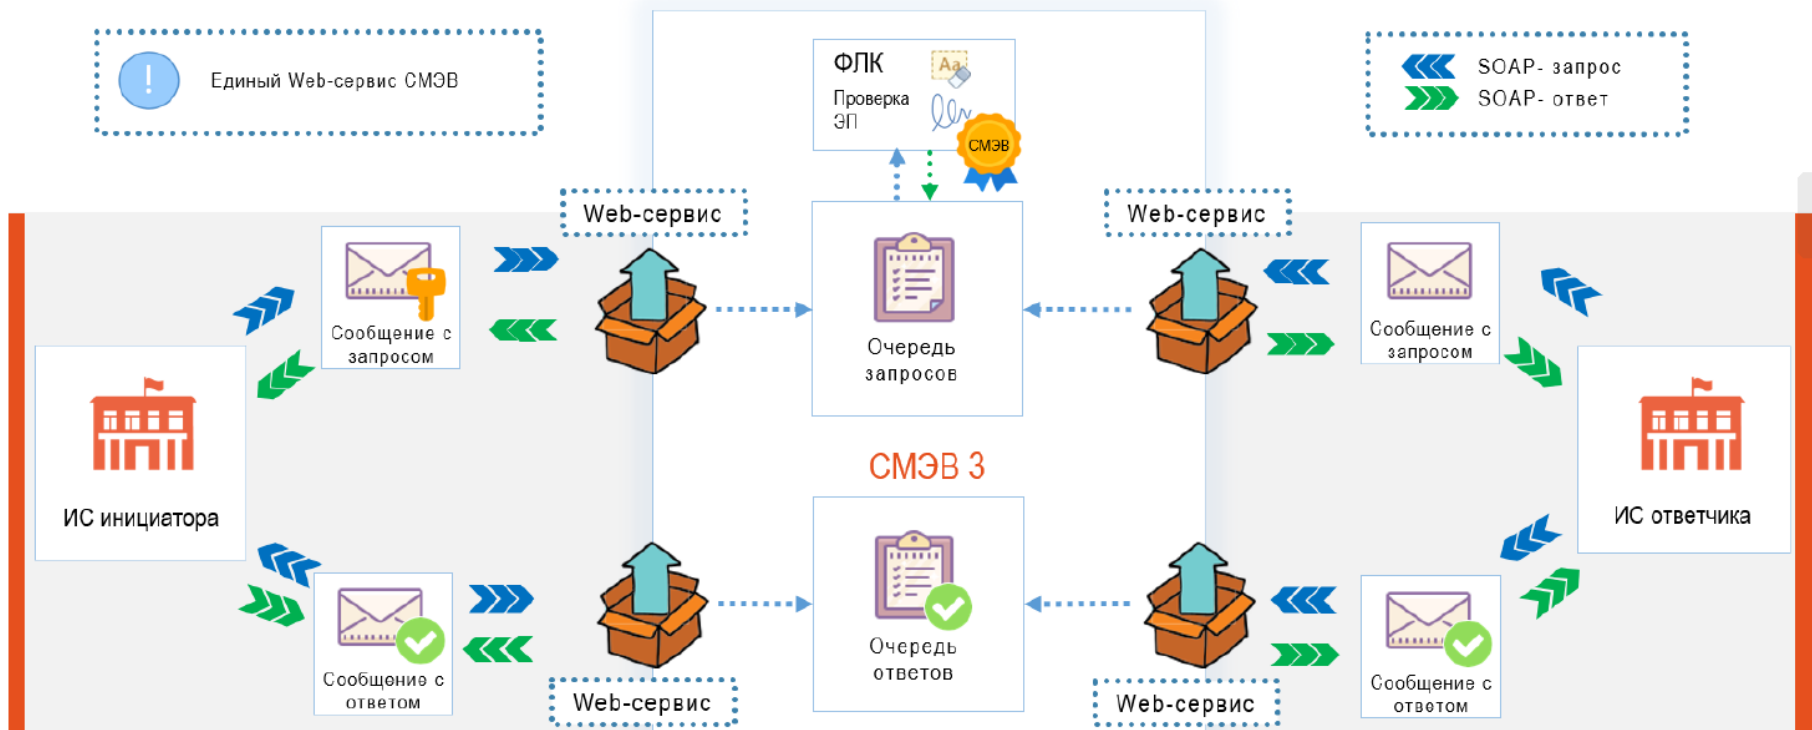 Единый Web-сервис СМЭВ
ФЛК
Aa
Проверка
ЭП
СМЭВ
SOAP- запрос
SOAP- ответ
Web-сервис
Web-сервис
Сообщение с
запросом
Очередь
запросов
Сообщение с
запросом
ИС инициатора
СМЭВ 3
ИС ответчика
Сообщение с
ответом
Очередь
ответов
Сообщение с
ответом
Web-сервис
Web-сервис